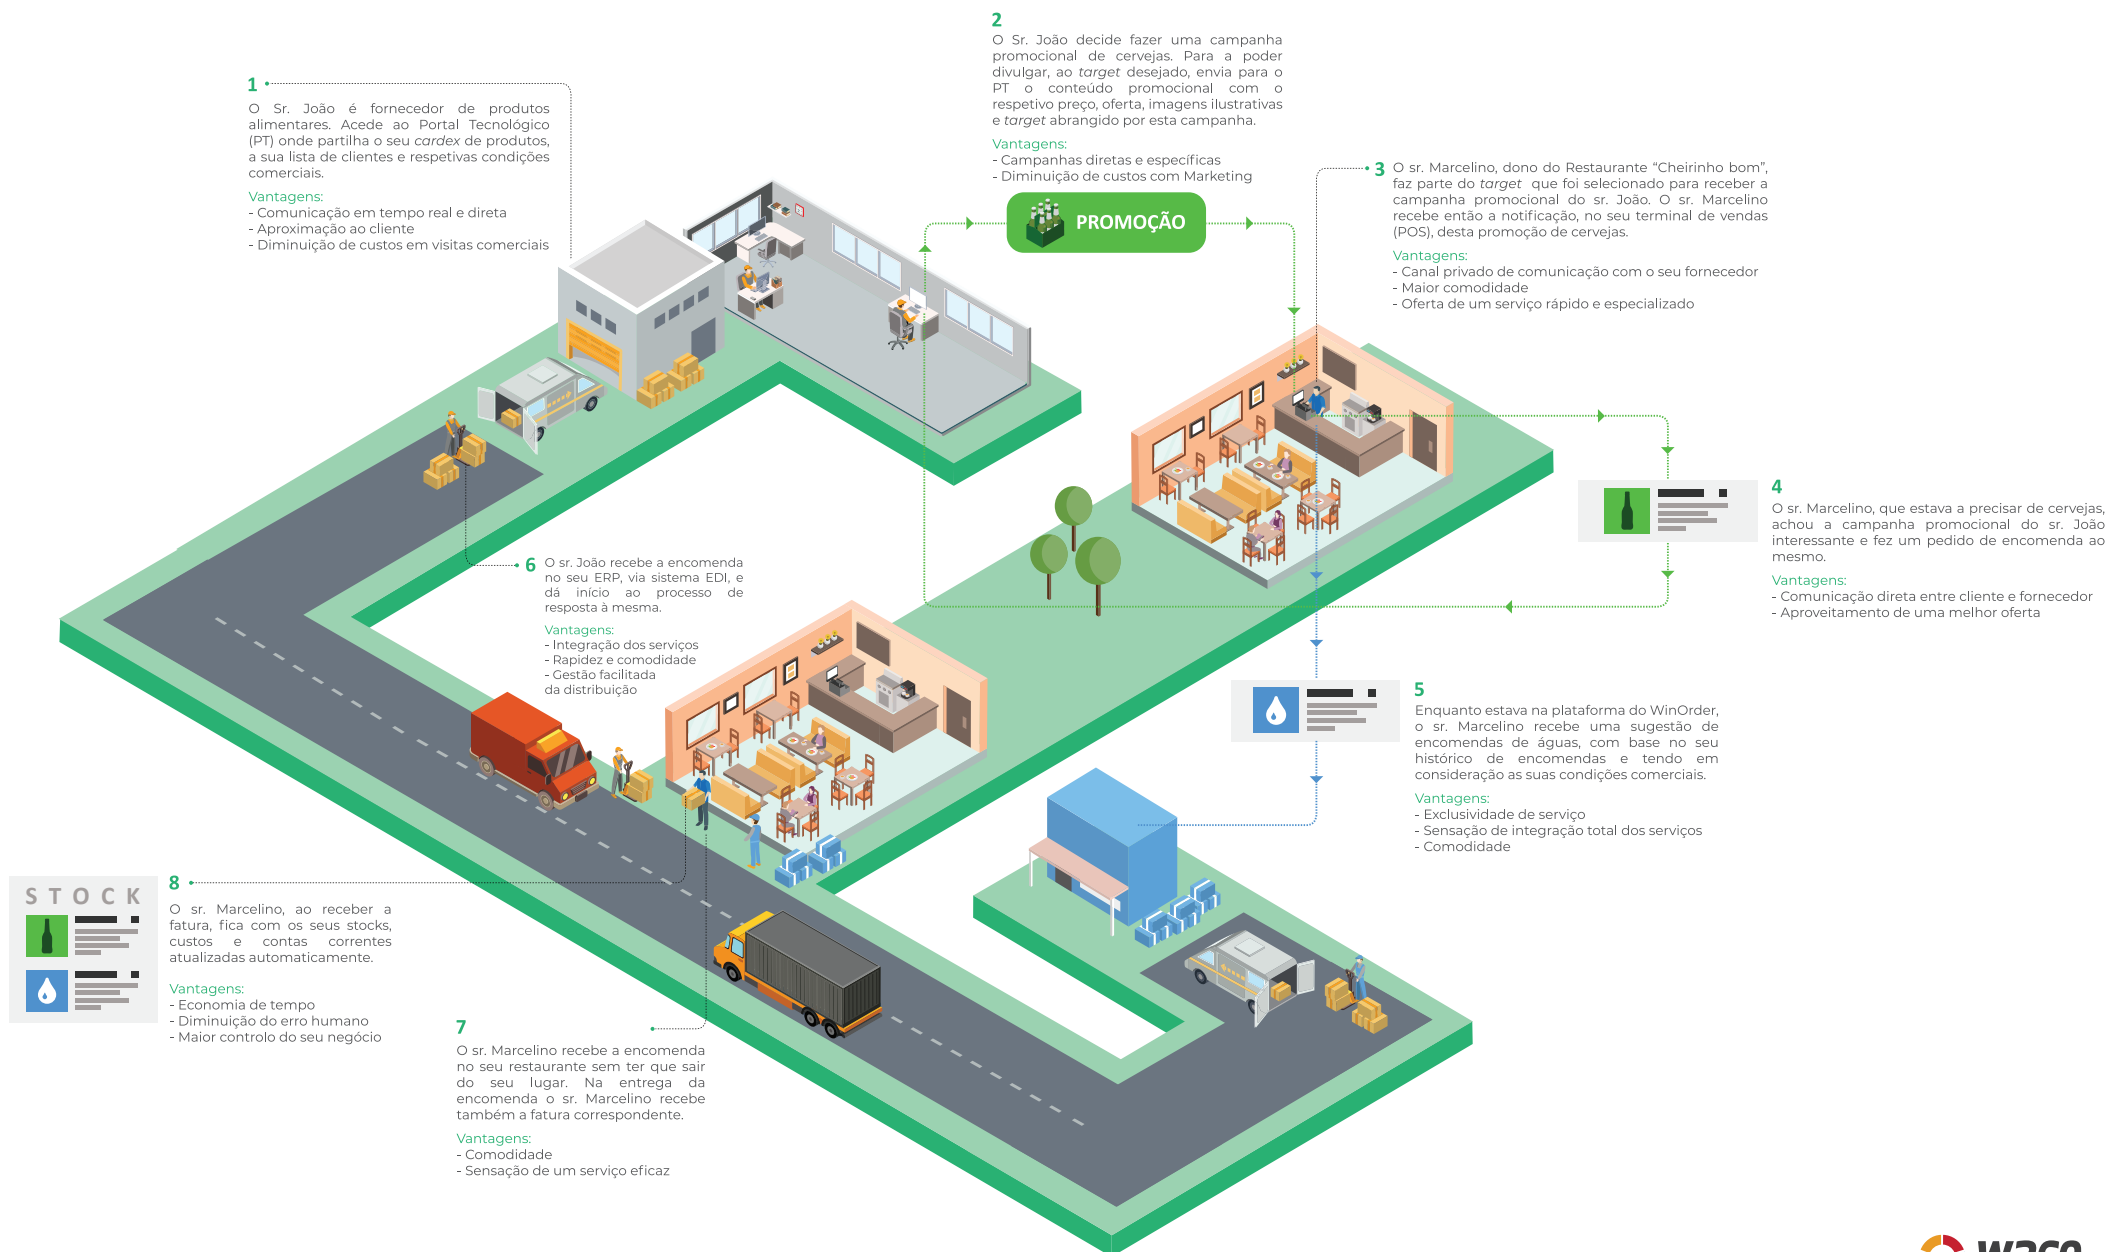 1
O Sr. João é fornecedor de produtos
alimentares. Acede ao Portal Tecnológico
(PT) onde partilha o seu cardex de produtos,
a sua lista de clientes e respetivas condições
comerciais.
Vantagens:
- Comunicação em tempo real e direta
- Aproximação ao cliente
- Diminuição de custos em visitas comerciais
2
O Sr. João decide fazer uma campanha
promocional de cervejas. Para a poder
divulgar, ao target desejado, envia para o
PT o conteúdo promocional com o
respetivo preço, oferta, imagens ilustrativas
e target abrangido por esta campanha.
Vantagens:
- Campanhas diretas e específicas
- Diminuição de custos com Marketing
PROMOÇÃO
3
O sr. Marcelino, dono do Restaurante “Cheirinho bom”,
faz parte do target que foi selecionado para receber a
campanha promocional do sr. João. O sr. Marcelino
recebe então a notificação, no seu terminal de vendas
(POS), desta promoção de cervejas.
Vantagens:
- Canal privado de comunicação com o seu fornecedor
- Maior comodidade
- Oferta de um serviço rápido e especializado
4
O sr. Marcelino, que estava a precisar de cervejas,
achou a campanha promocional do sr. João
interessante e fez um pedido de encomenda ao
mesmo.
Vantagens:
- Comunicação direta entre cliente e fornecedor
- Aproveitamento de uma melhor oferta
5
Enquanto estava na plataforma do WinOrder,
o sr. Marcelino recebe uma sugestão de
encomendas de águas, com base no seu
histórico de encomendas e tendo em
consideração as suas condições comerciais.
Vantagens:
- Exclusividade de serviço
- Sensação de integração total dos serviços
- Comodidade
6
O sr. João recebe a encomenda
no seu ERP, via sistema EDI, e
dá início ao processo de
resposta à mesma.
Vantagens:
- Integração dos serviços
- Rapidez e comodidade
- Gestão facilitada
da distribuição
7
O sr. Marcelino recebe a encomenda
no seu restaurante sem ter que sair
do seu lugar. Na entrega da
encomenda o sr. Marcelino recebe
também a fatura correspondente.
Vantagens:
- Comodidade
- Sensação de um serviço eficaz
STOCK
8
O sr. Marcelino, ao receber a
fatura, fica com os seus stocks,
custos e contas correntes
atualizadas automaticamente.
Vantagens:
- Economia de tempo
- Diminuição do erro humano
- Maior controlo do seu negócio